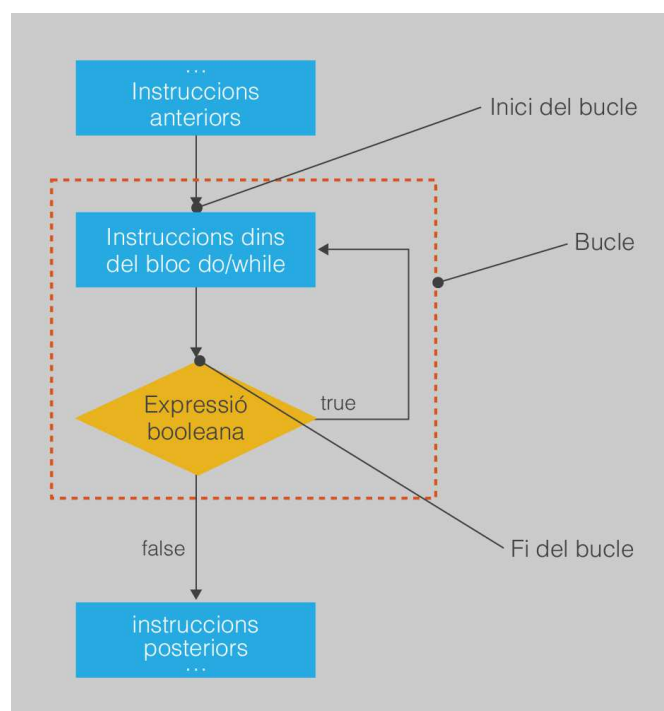 ...
Instruccions
anteriors
Inici del bucle
Instruccions dins
del bloc do/while
Bucle
Expressió
booleana
true
false
Fi del bucle
instruccions
posteriors
...